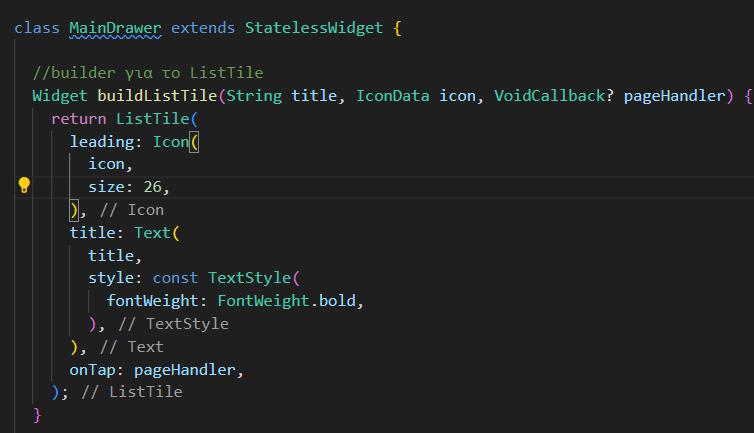 class MainDrawer extends StatelessWidget {
//builder για το ListTile
Widget buildListTile(String title, IconData icon, VoidCallback? pageHandler) {
return ListTile(
leading: Icon(
icon,
size: 26,
), // Icon
title: Text(
title,
style: const TextStyle(
fontWeight: FontWeight.bold,
), // TextStyle
), // Text
onTap: pageHandler,
); // ListTile
}